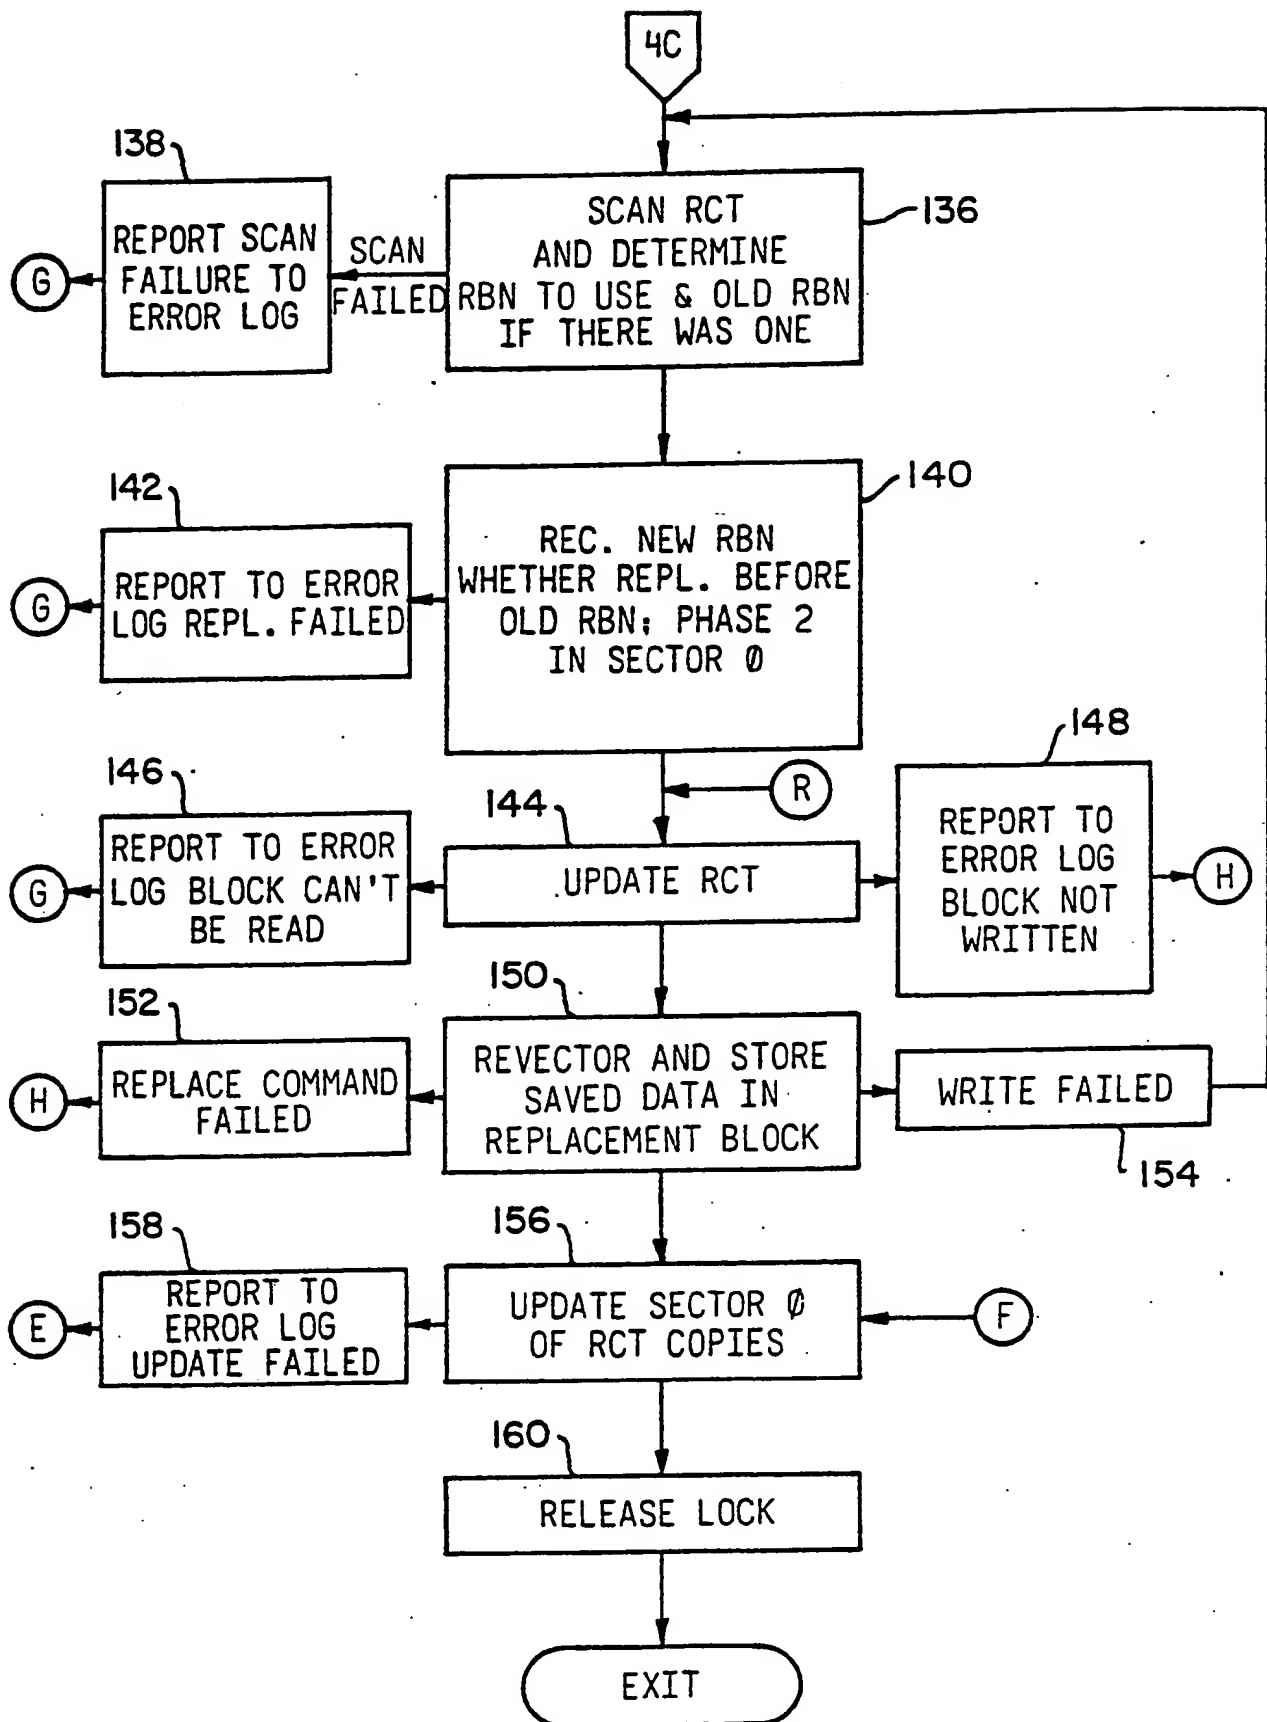 4C
138
REPORT SCAN
FAILURE TO
ERROR LOG
G
SCAN
FAILED
SCAN RCT
AND DETERMINE
RBN TO USE & OLD RBN
IF THERE WAS ONE
136
142
REPORT TO ERROR
LOG REPL. FAILED
G
REC. NEW RBN
WHETHER REPL. BEFORE
OLD RBN; PHASE 2
IN SECTOR Ø
140
R
146
REPORT TO ERROR
LOG BLOCK CAN'T
BE READ
G
144
UPDATE RCT
148
REPORT TO
ERROR LOG
BLOCK NOT
WRITTEN
H
152
REPLACE COMMAND
FAILED
H
150
REVECTOR AND STORE
SAVED DATA IN
REPLACEMENT BLOCK
WRITE FAILED
154
158
REPORT TO
ERROR LOG
UPDATE FAILED
E
156
UPDATE SECTOR Ø
OF RCT COPIES
F
160
RELEASE LOCK
EXIT